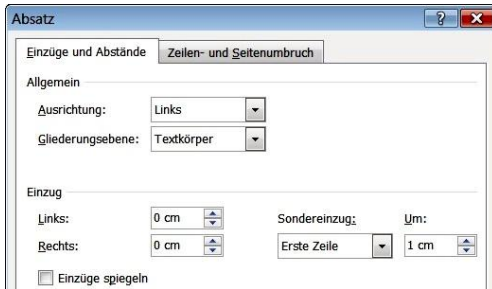 Absatz
Einzüge und Abstände Zeilen- und Seitenumbruch
Allgemein
Ausrichtung: Links
Gliederungsebene: Textkörper
Einzug
Links: 0 cm Sondereinzug: Um:
Rechts: 0 cm Erste Zeile 1 cm
Einzüge spiegeln